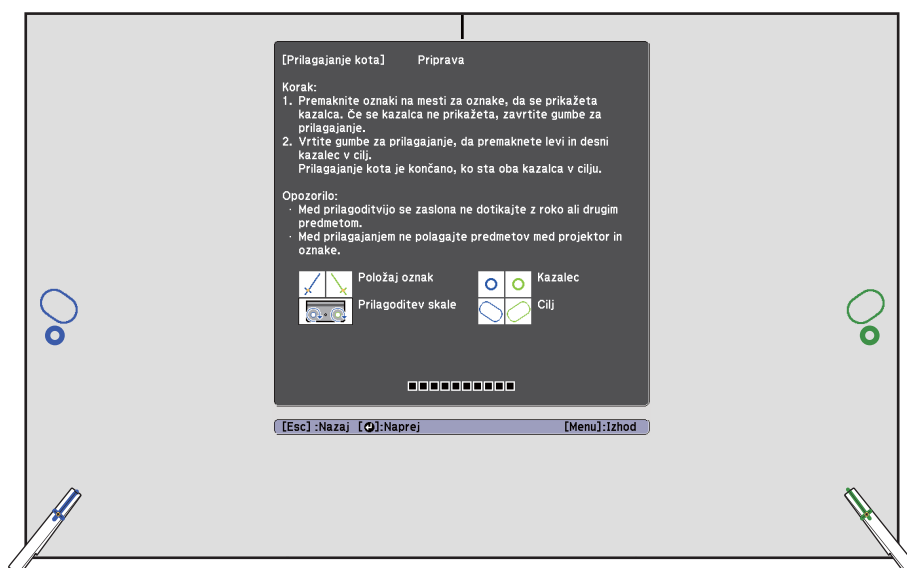 [Prilagajanje kota] Priprava
Korak:
1. Premaknite oznaki na mesti za oznake, da se prikažeta
kazalca. Če se kazalca ne prikažeta, zavrtite gumbe za
prilagajanje.
2. Vrtite gumbe za prilagajanje, da premaknete levi in desni
kazalec v cilj.
Prilagajanje kota je končano, ko sta oba kazalca v cilju.
Opozorilo:
· Med prilagoditvijo se zaslona ne dotikajte z roko ali drugim
predmetom.
· Med prilagajanjem ne polagajte predmetov med projektor in
oznake.
Položaj oznak
Kazalec
Prilagoditev skale
Cilj
[Esc] :Nazaj [⏎]:Naprej [Menu]:Izhod